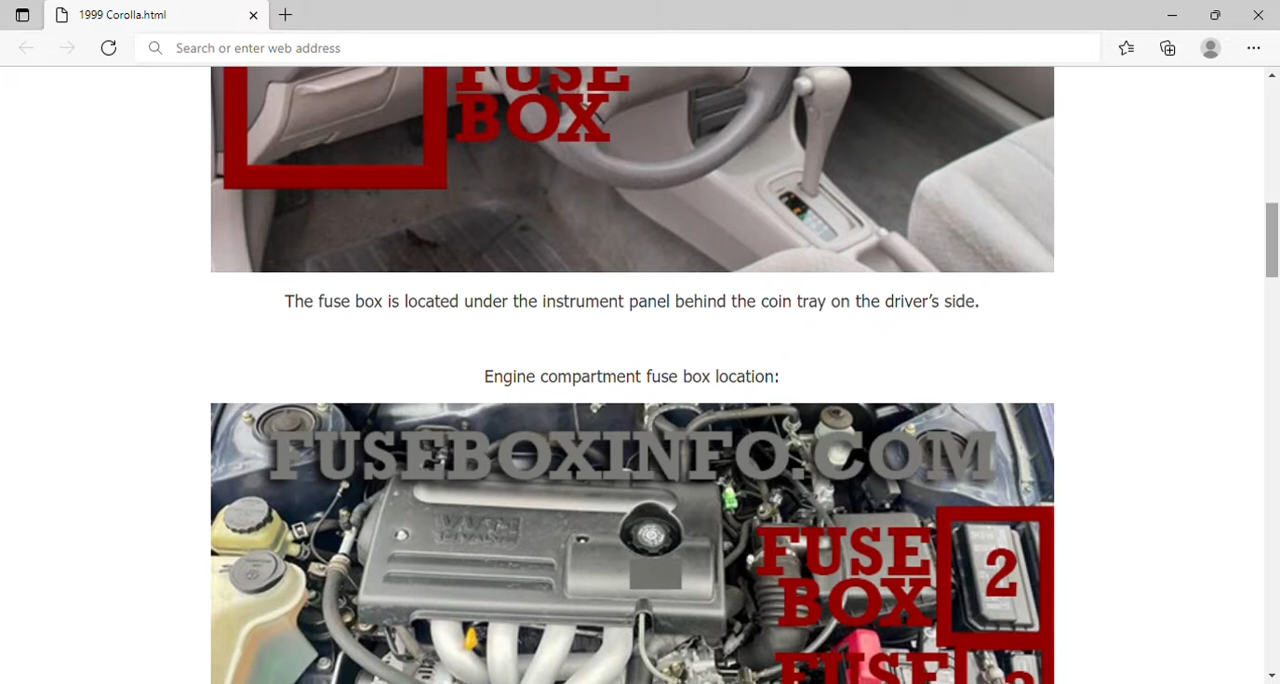 1999 Corolla.html
Search or enter web address
FUSE
BOX
The fuse box is located under the instrument panel behind the coin tray on the driver’s side.
Engine compartment fuse box location:
FUSEBOXINFO.COM
FUSE
BOX
2
FUSE